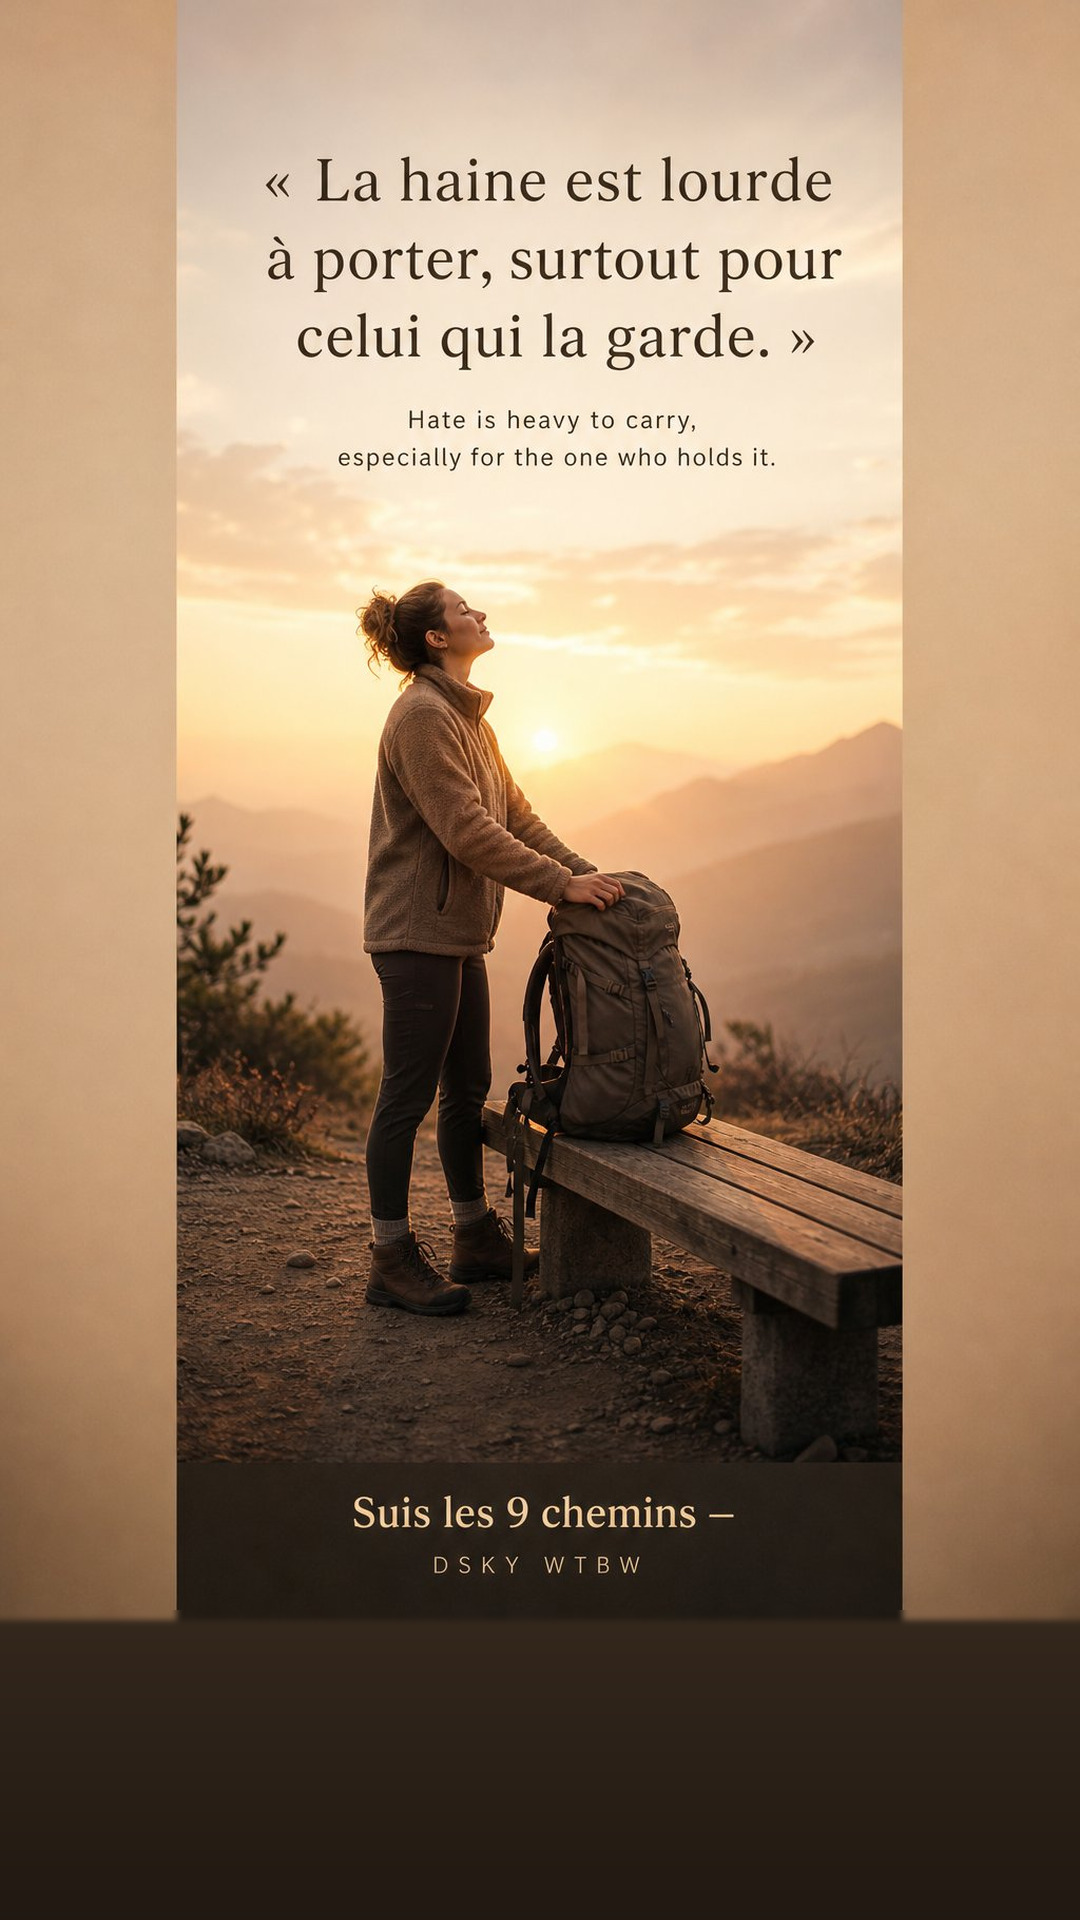 « La haine est lourde
à porter, surtout pour
celui qui la garde. »
Hate is heavy to carry,
especially for the one who holds it.
Suis les 9 chemins –
DSKY WTBW